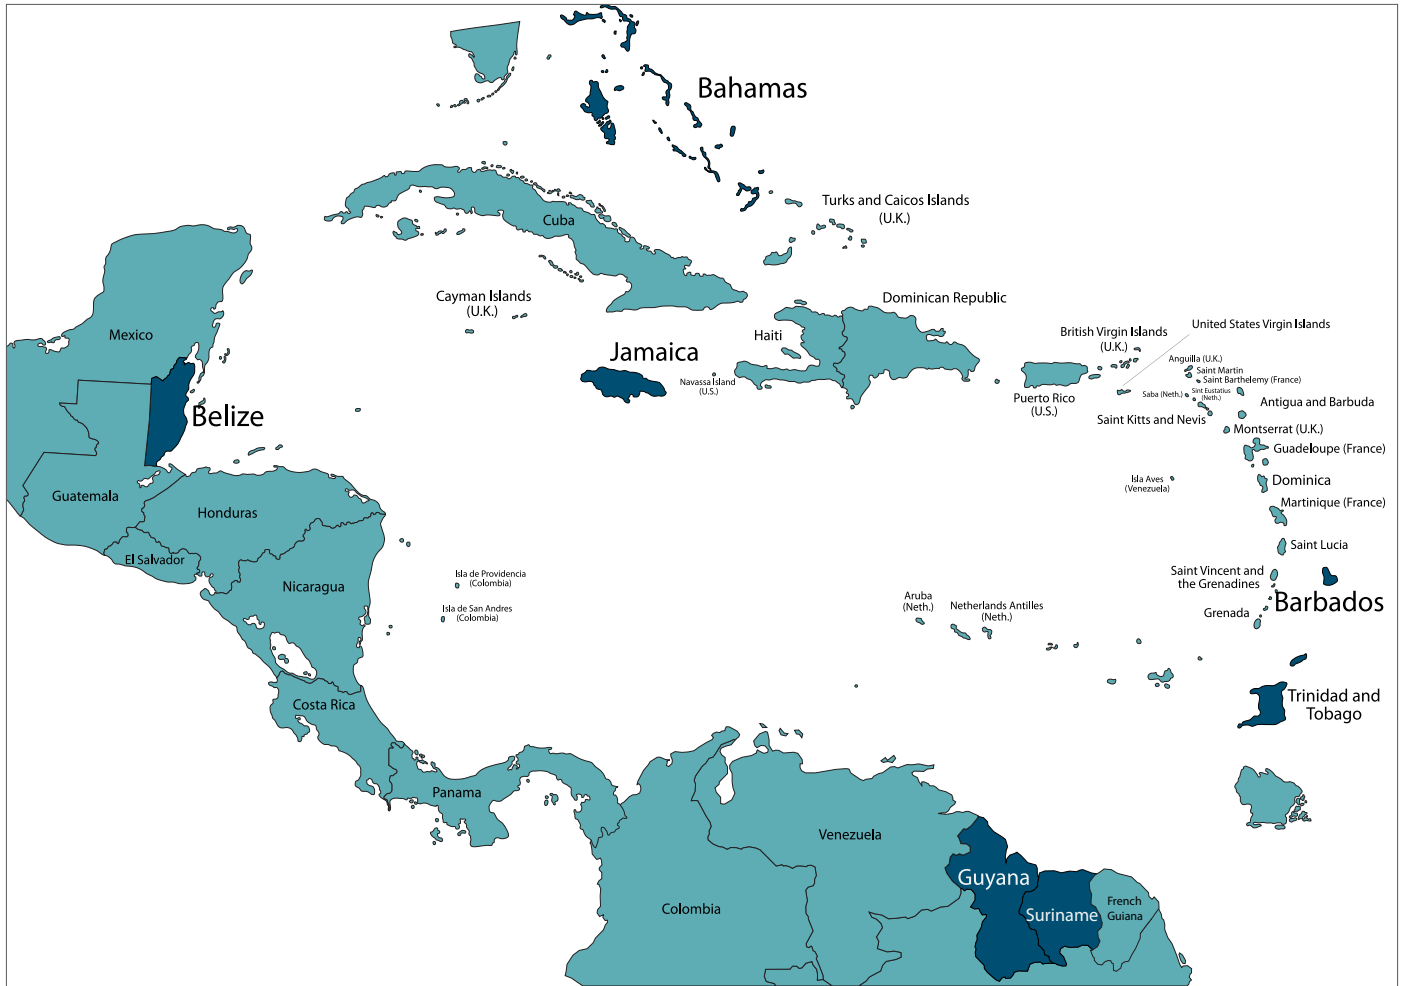 Bahamas
Turks and Caicos Islands
(U.K.)
Cuba
Cayman Islands
(U.K.)
Dominican Republic
Mexico
Haiti
British Virgin Islands
(U.K.)
United States Virgin Islands
Jamaica
Navassa Island
(U.S.)
Anguilla (U.K.)
Saint Martin
Saint Barthelemy (France)
Saba (Neth.)
Sint Eustatius
(Neth.)
Puerto Rico
(U.S.)
Antigua and Barbuda
Belize
Saint Kitts and Nevis
Montserrat (U.K.)
Guadeloupe (France)
Isla Aves
(Venezuela)
Dominica
Guatemala
Martinique (France)
Honduras
Saint Lucia
El Salvador
Nicaragua
Isla de Providencia
(Colombia)
Saint Vincent and
the Grenadines
Isla de San Andres
(Colombia)
Aruba
(Neth.)
Netherlands Antilles
(Neth.)
Barbados
Grenada
Costa Rica
Trinidad and
Tobago
Panama
Venezuela
Guyana
Colombia
Suriname
French
Guiana